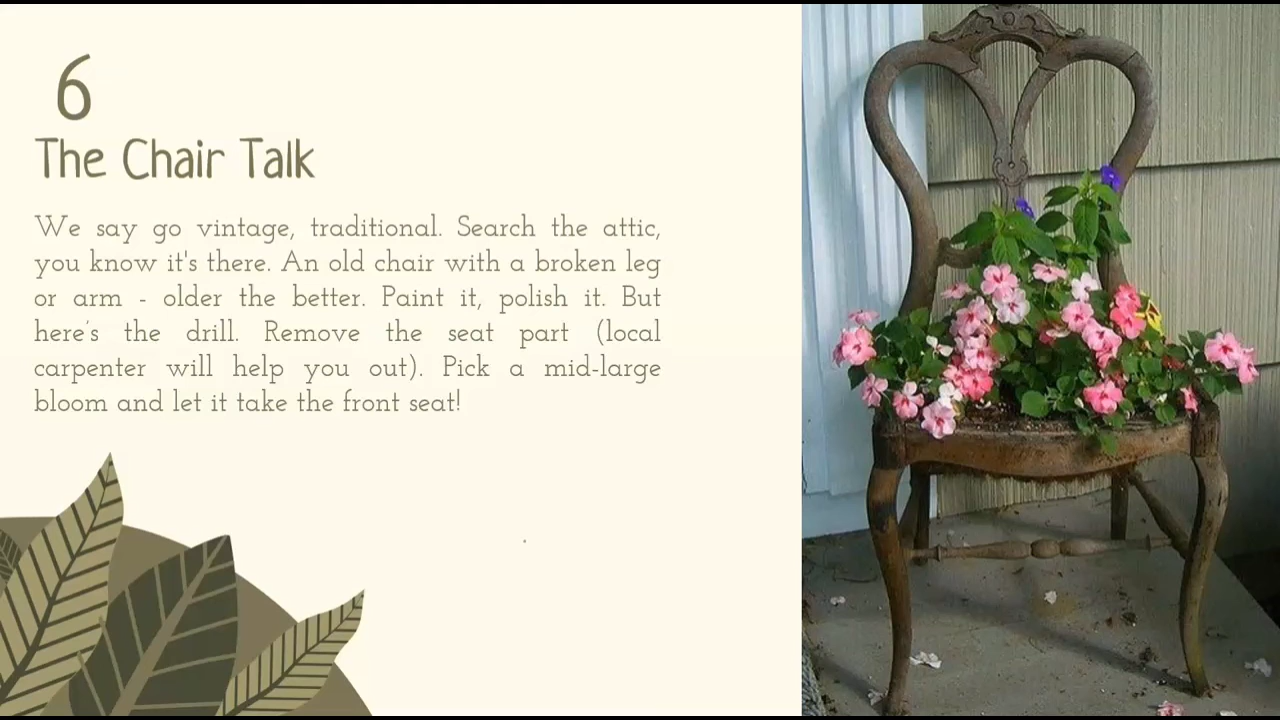 6
The Chair Talk
We say go vintage, traditional. Search the attic,
you know it's there. An old chair with a broken leg
or arm - older the better. Paint it, polish it. But
here's the drill. Remove the seat part (local
carpenter will help you out). Pick a mid-large
bloom and let it take the front seat!